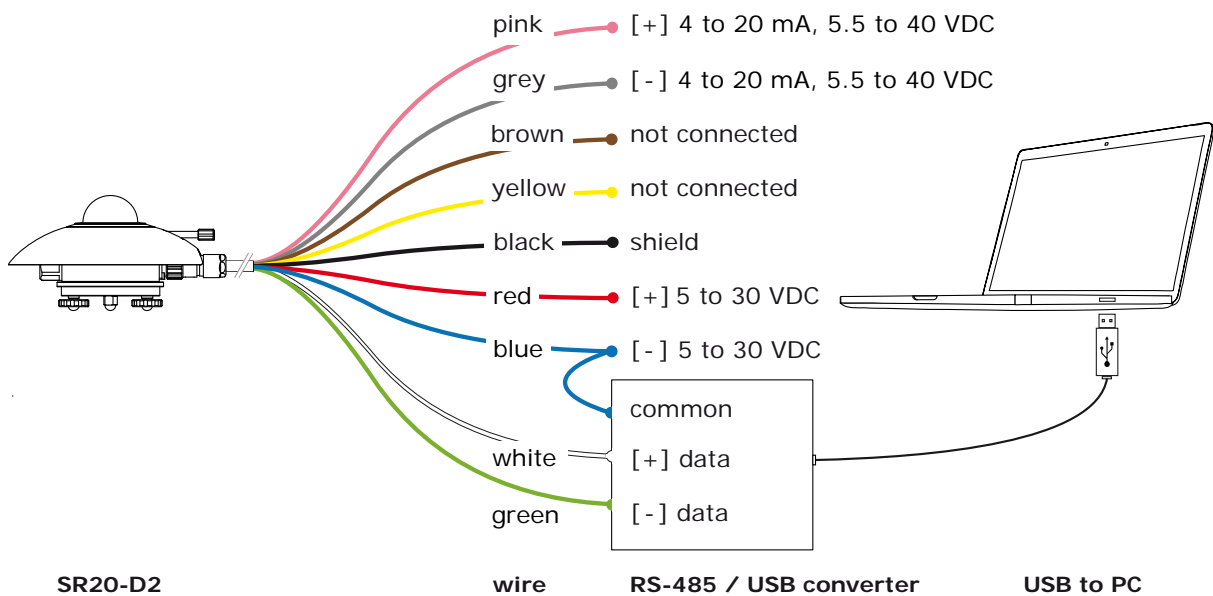 pink [+] 4 to 20 mA, 5.5 to 40 VDC
grey [-] 4 to 20 mA, 5.5 to 40 VDC
brown not connected
yellow not connected
black shield
red [+] 5 to 30 VDC
blue [-] 5 to 30 VDC
common
white [+] data
green [-] data
SR20-D2 wire RS-485 / USB converter USB to PC